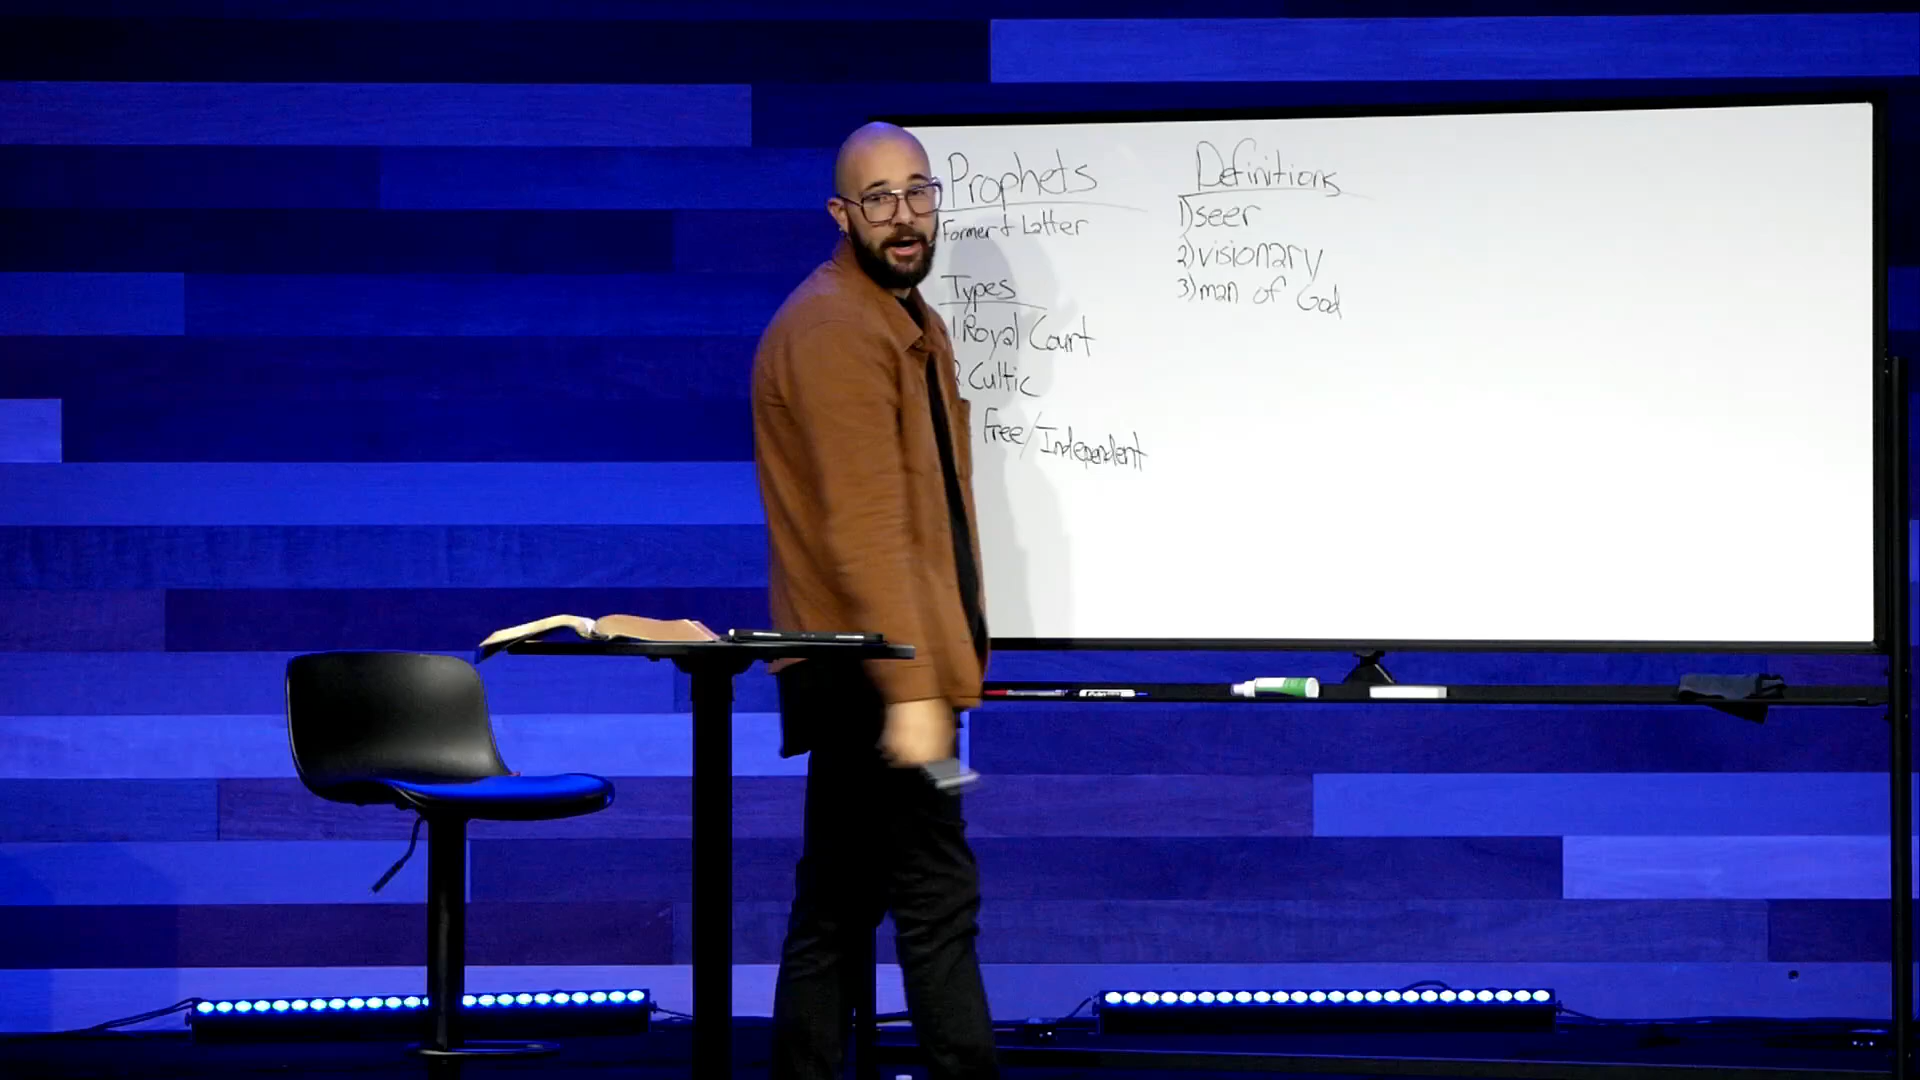 Prophets
Former & Latter
Types
1. Royal Court
2. Cultic
Free/Independent
Definitions
1) seer
2) visionary
3) man of God